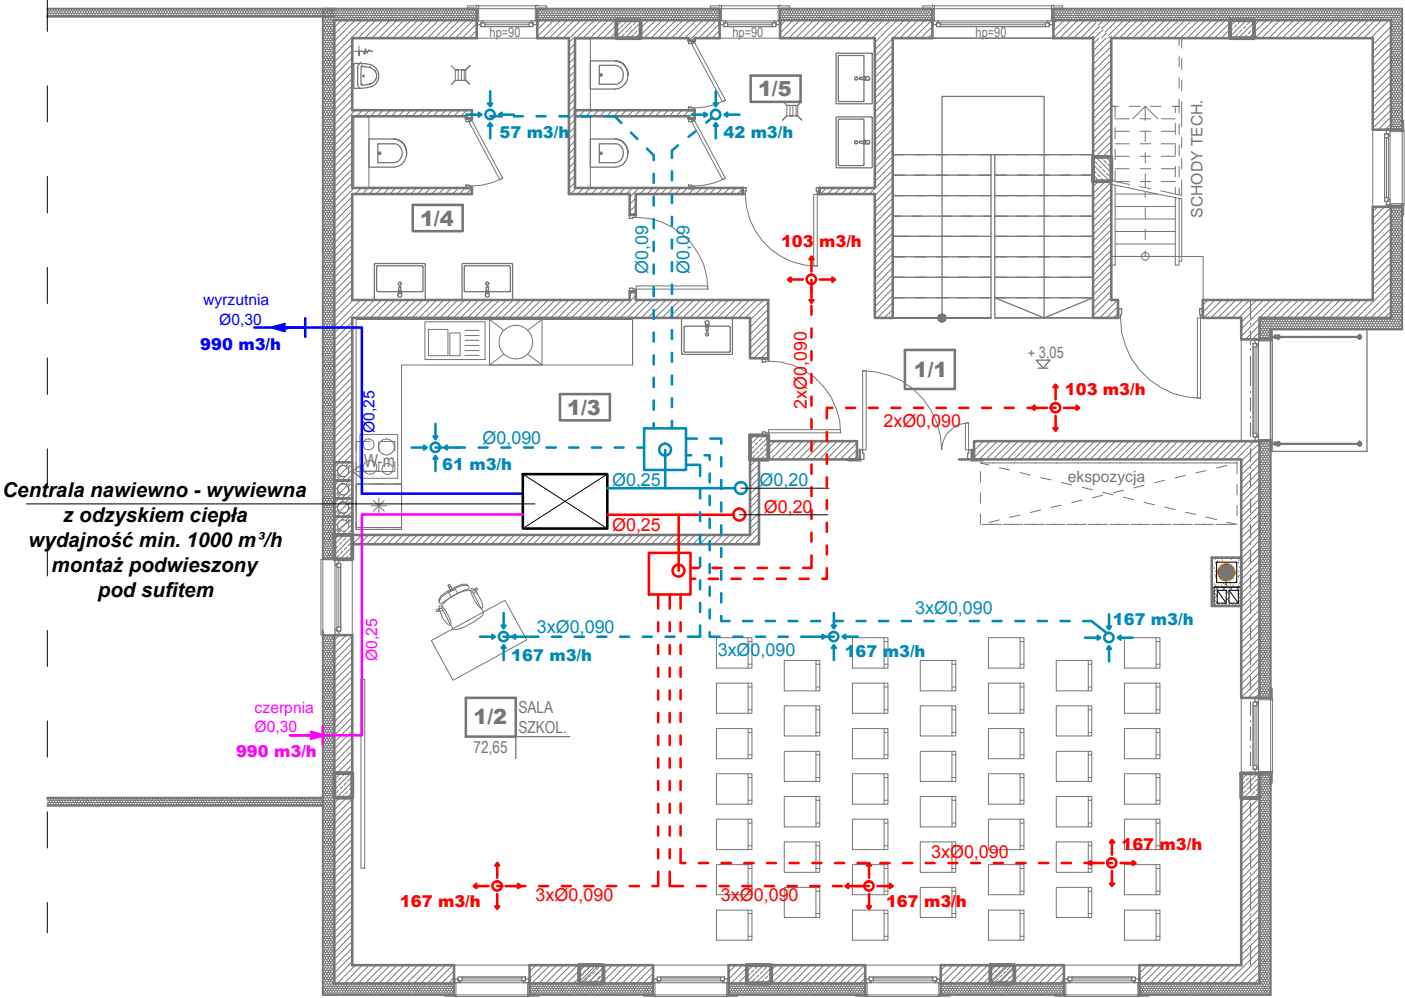 hp=90
hp=90
hp=90
1/5
57 m3/h
42 m3/h
SCHODY TECH.
1/4
Ø0,09
Ø0,09
103 m3/h
wyrzutnia
Ø0,30
990 m3/h
2xØ0,090
1/1
+ 3,05
103 m3/h
2xØ0,090
Ø0,25
1/3
Ø0,090
61 m3/h
W-m
ekspozycja
Centrala nawiewno - wywiewna
z odzyskiem ciepła
wydajność min. 1000 m³/h
montaż podwieszony
pod sufitem
Ø0,25
Ø0,20
Ø0,25
Ø0,20
Ø0,25
3xØ0,090
167 m3/h
3xØ0,090
167 m3/h
3xØ0,090
167 m3/h
1/2
SALA
SZKOL.
72,65
czerpnia
Ø0,30
990 m3/h
167 m3/h
3xØ0,090
3xØ0,090
167 m3/h
3xØ0,090
167 m3/h